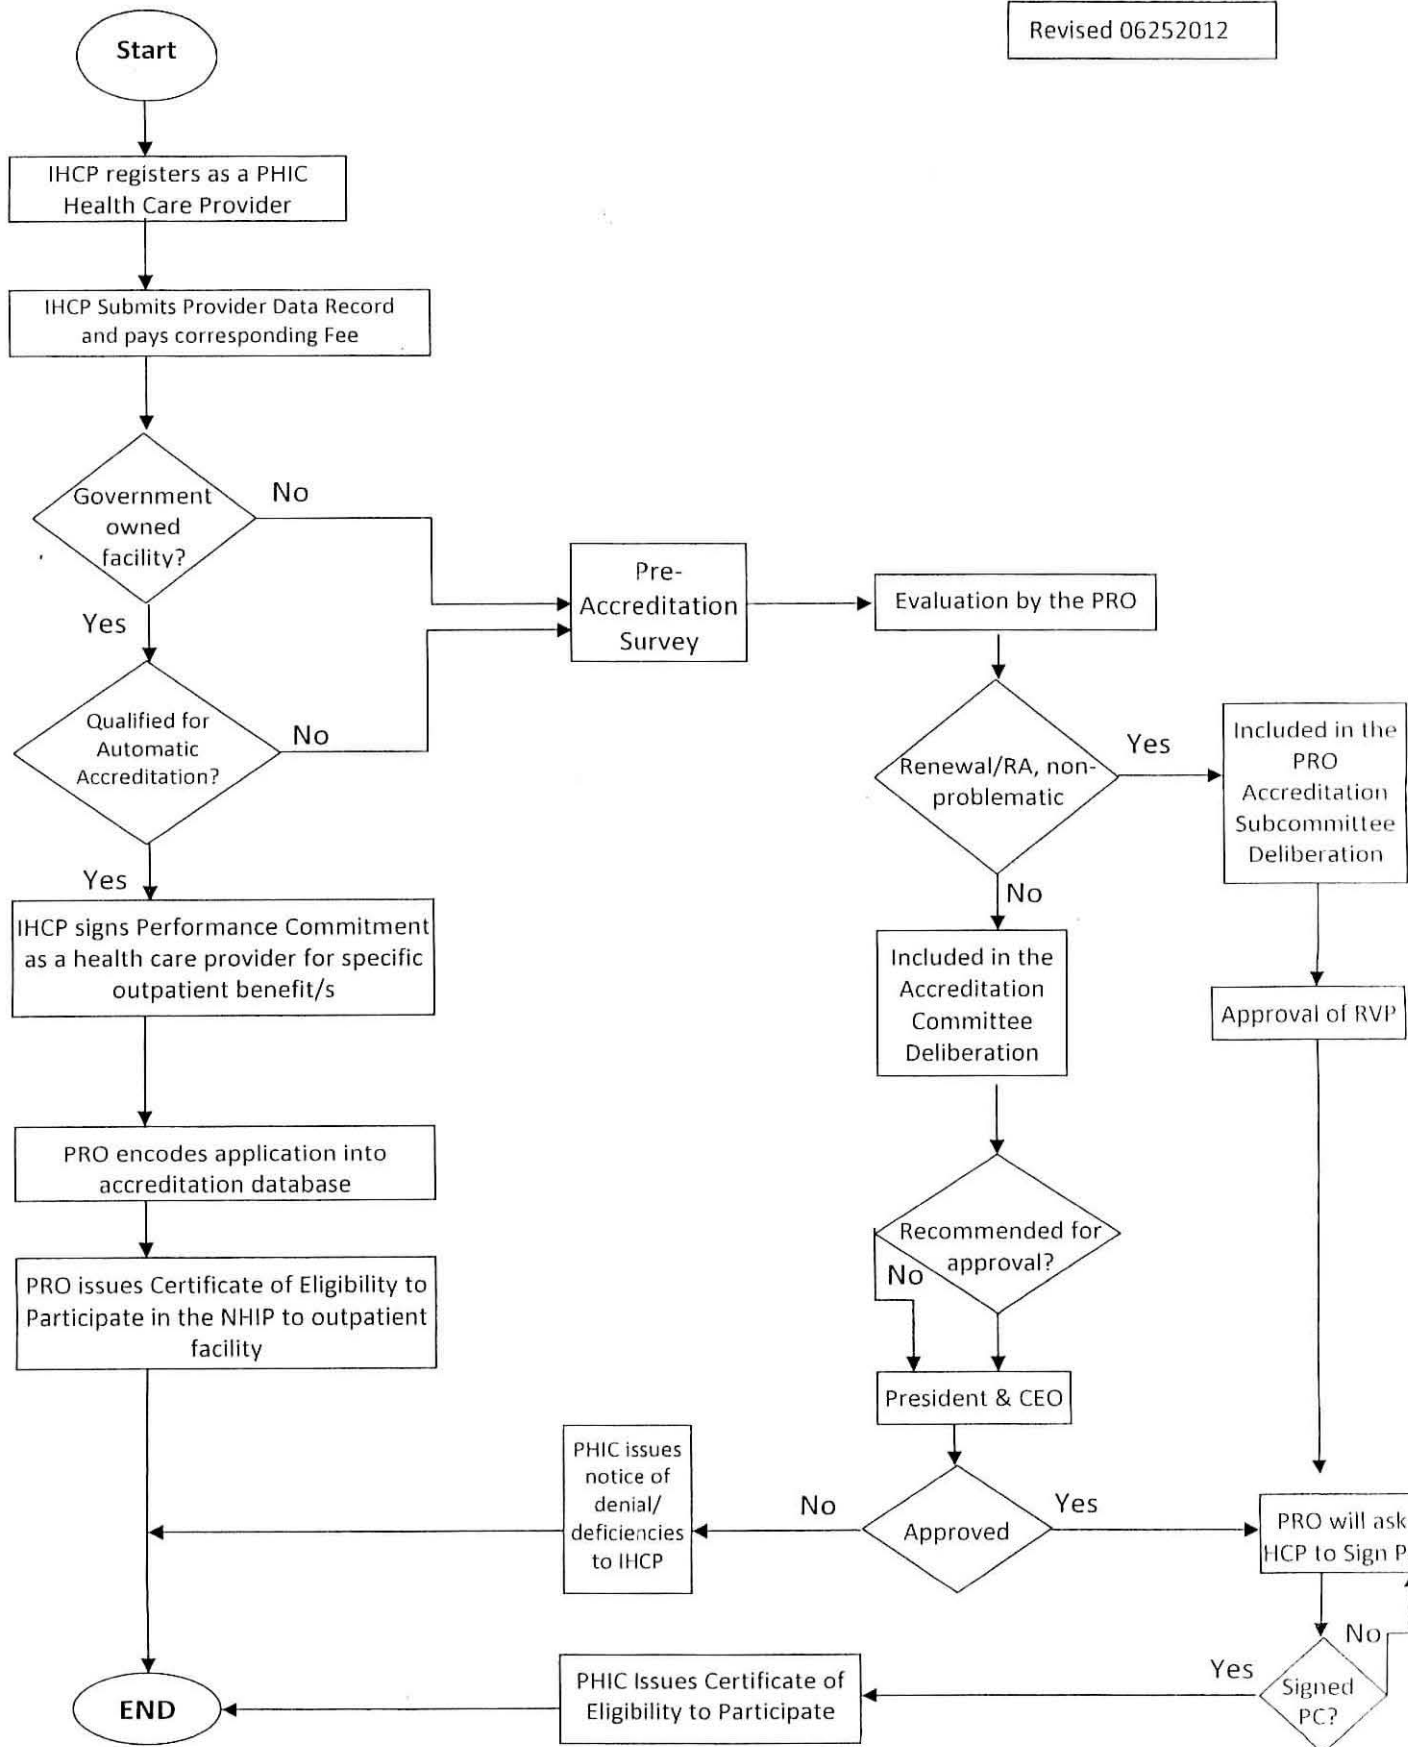 Revised 06252012
Start
IHCP registers as a PHIC
Health Care Provider
IHCP Submits Provider Data Record
and pays corresponding Fee
Government
owned
facility?
No
Yes
Pre-
Accreditation
Survey
Evaluation by the PRO
Qualified for
Automatic
Accreditation?
No
Yes
Renewal/RA, non-
problematic
Yes
No
Included in the
PRO
Accreditation
Subcommittee
Deliberation
IHCP signs Performance Commitment
as a health care provider for specific
outpatient benefit/s
Included in the
Accreditation
Committee
Deliberation
Approval of RVP
PRO encodes application into
accreditation database
Recommended for
approval?
No
PRO issues Certificate of Eligibility to
Participate in the NHIP to outpatient
facility
President & CEO
PHIC issues
notice of
denial/
deficiencies
to IHCP
No
Approved
Yes
PRO will ask
HCP to Sign P
No
Yes
Signed
PC?
PHIC Issues Certificate of
Eligibility to Participate
END